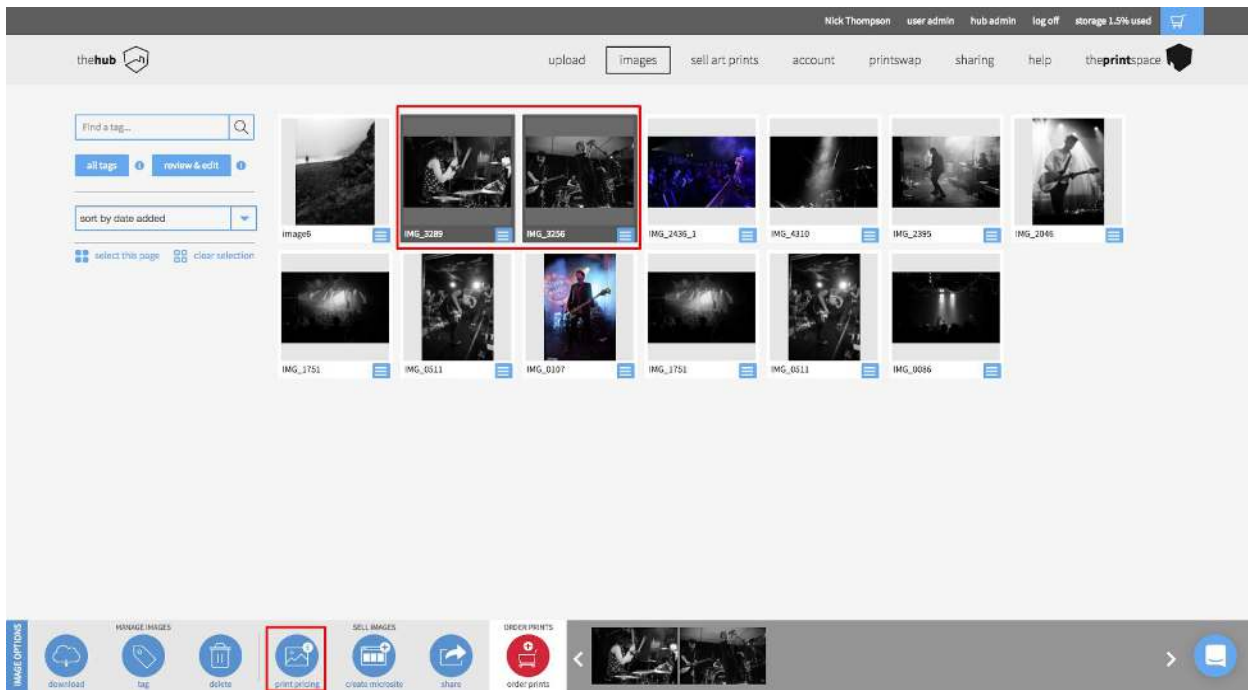 Nick Thompson user admin hub admin log off storage 1.5% used
thehub
upload images sell art prints account printswap sharing help theprintspace
Find a tag...
all tags review & edit
sort by date added
select this page clear selection
image6 IMG_3289 IMG_3256 IMG_2436_1 IMG_4310 IMG_2395 IMG_2046
IMG_1751 IMG_0511 IMG_0107 IMG_1751 IMG_0511 IMG_0086
IMAGE OPTIONS
MANAGE IMAGES SELL IMAGES ORDER PRINTS
download tag delete print pricing create microsite share order prints